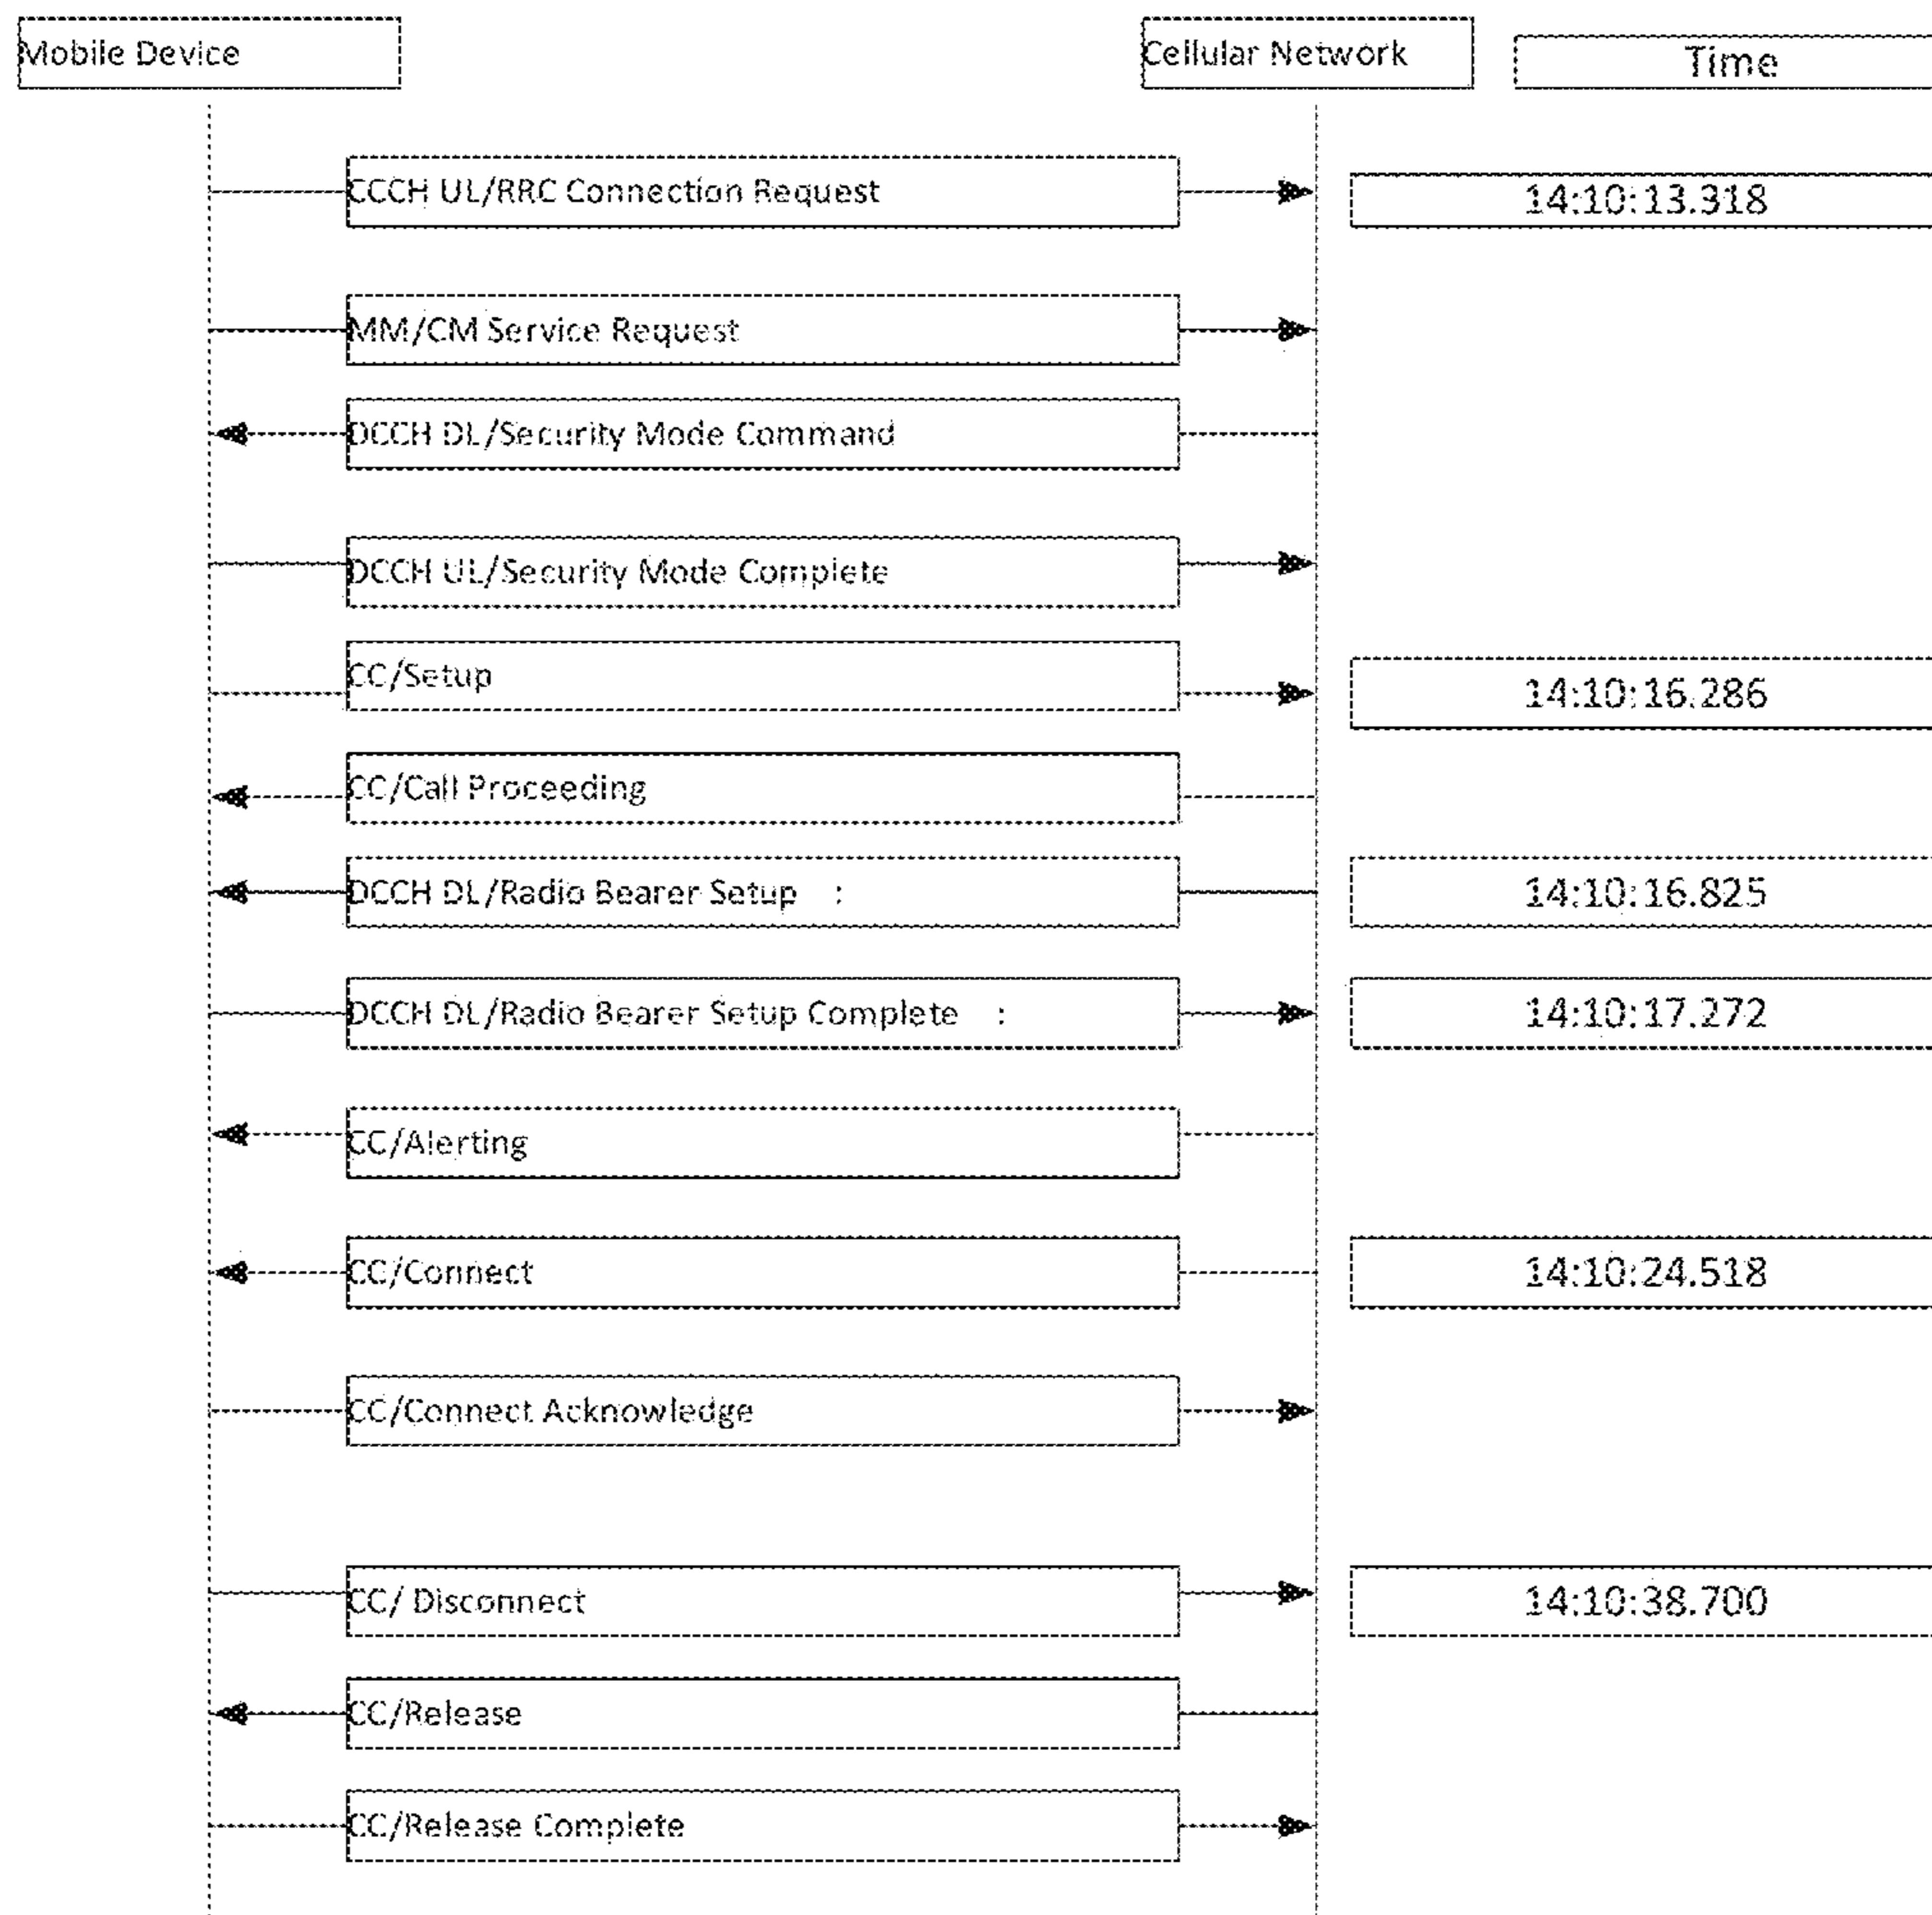 Mobile Device
Cellular Network
Time
CCCH UL/RRC Connection Request
14:10:13.318
MM/CM Service Request
DCCH DL/Security Mode Command
DCCH UL/Security Mode Complete
CC/Setup
14:10:16.286
CC/Call Proceeding
DCCH DL/Radio Bearer Setup :
14:10:16.825
DCCH DL/Radio Bearer Setup Complete :
14:10:17.272
CC/Alerting
CC/Connect
14:10:24.518
CC/Connect Acknowledge
CC/ Disconnect
14:10:38.700
CC/Release
CC/Release Complete